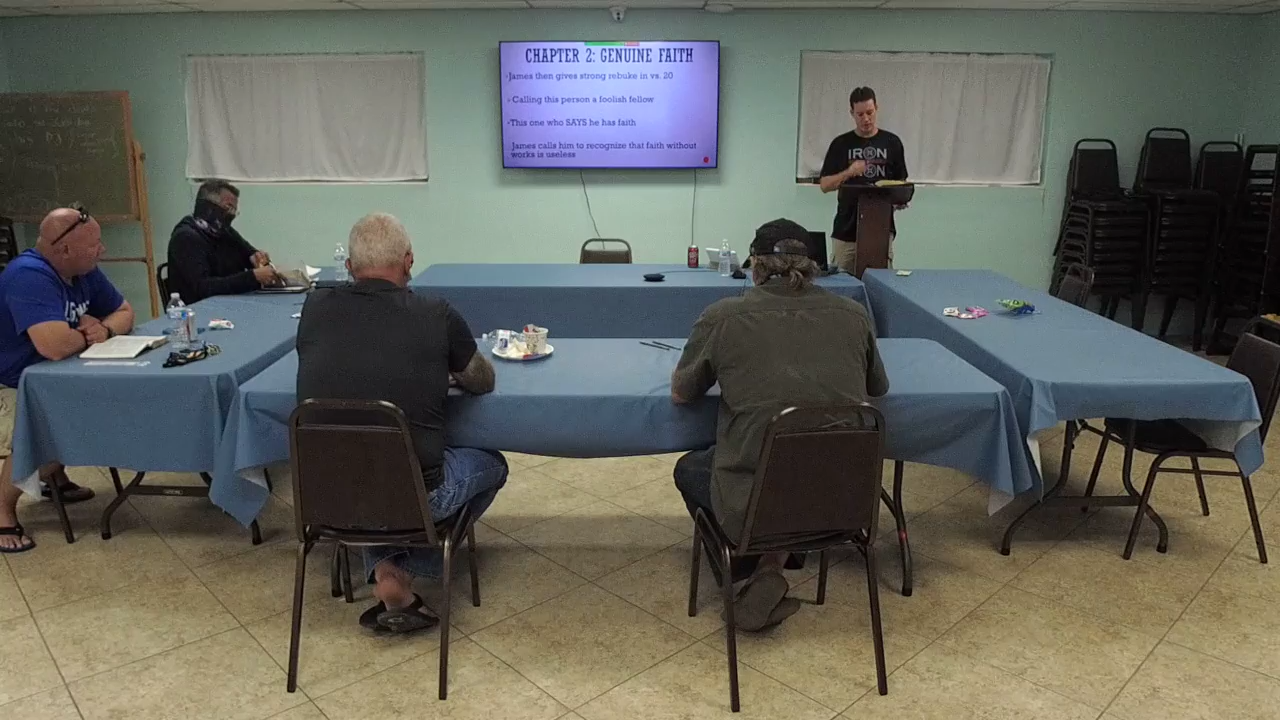 CHAPTER 2: GENUINE FAITH
James then gives strong rebuke in vs. 20
Calling this person a foolish fellow
This one who SAYS he has faith
James calls him to recognize that faith without
works is useless
IRON
IRON